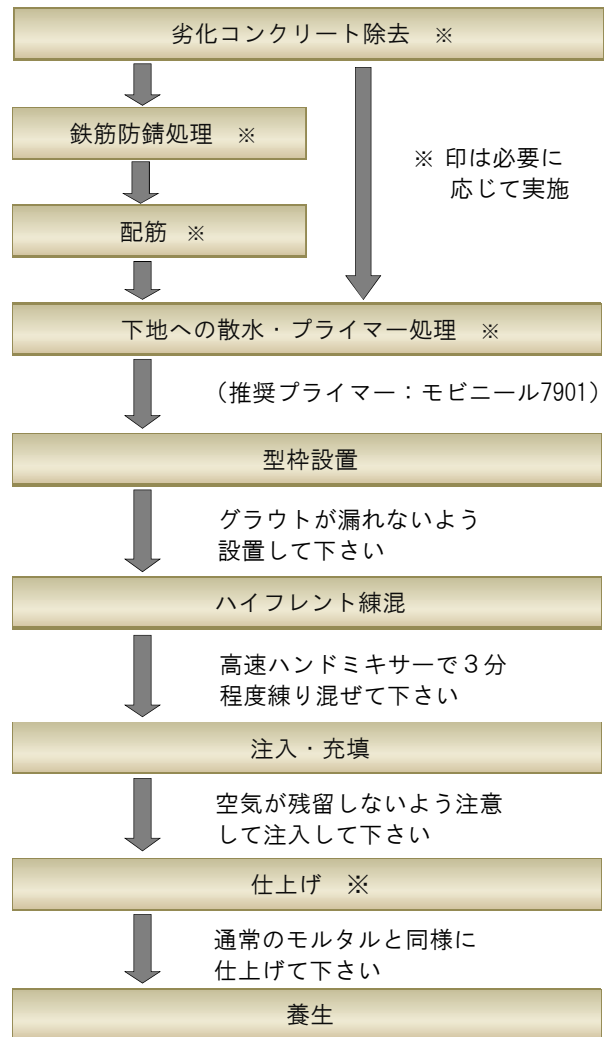 劣化コンクリート除去 ※
鉄筋防錆処理 ※
※ 印は必要に
応じて実施
配筋 ※
下地への散水・プライマー処理 ※
(推奨プライマー:モビニール7901)
型枠設置
グラウトが漏れないよう
設置して下さい
ハイフレント練混
高速ハンドミキサーで3分
程度練り混ぜて下さい
注入・充填
空気が残留しないよう注意
して注入して下さい
仕上げ ※
通常のモルタルと同様に
仕上げて下さい
養生